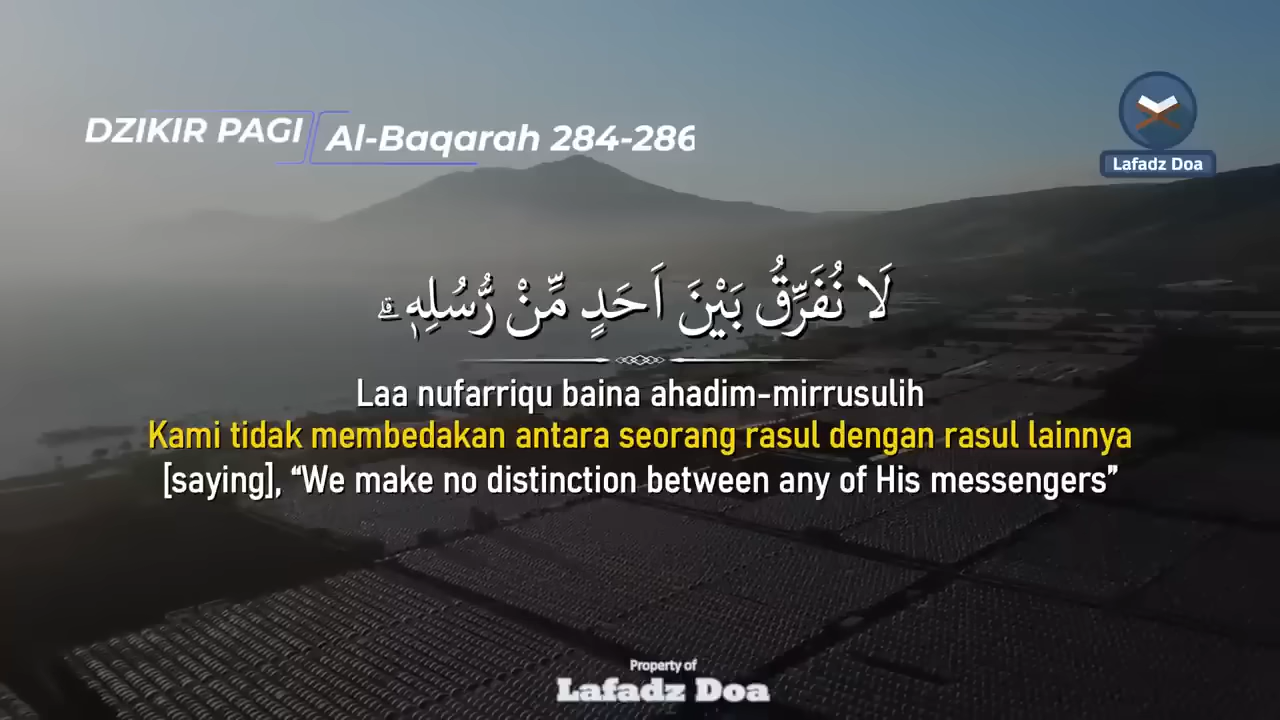 DZIKIR PAGI
Al-Baqarah 284-286
Lafadz Doa
لَا نُفَرِّقُ بَيْنَ اَحَدٍ مِّنْ رُّسُلِهٖ ۗ
Laa nufarriqu baina ahadim-mirrusulih
Kami tidak membedakan antara seorang rasul dengan rasul lainnya
[saying], “We make no distinction between any of His messengers”
Property of
Lafadz Doa